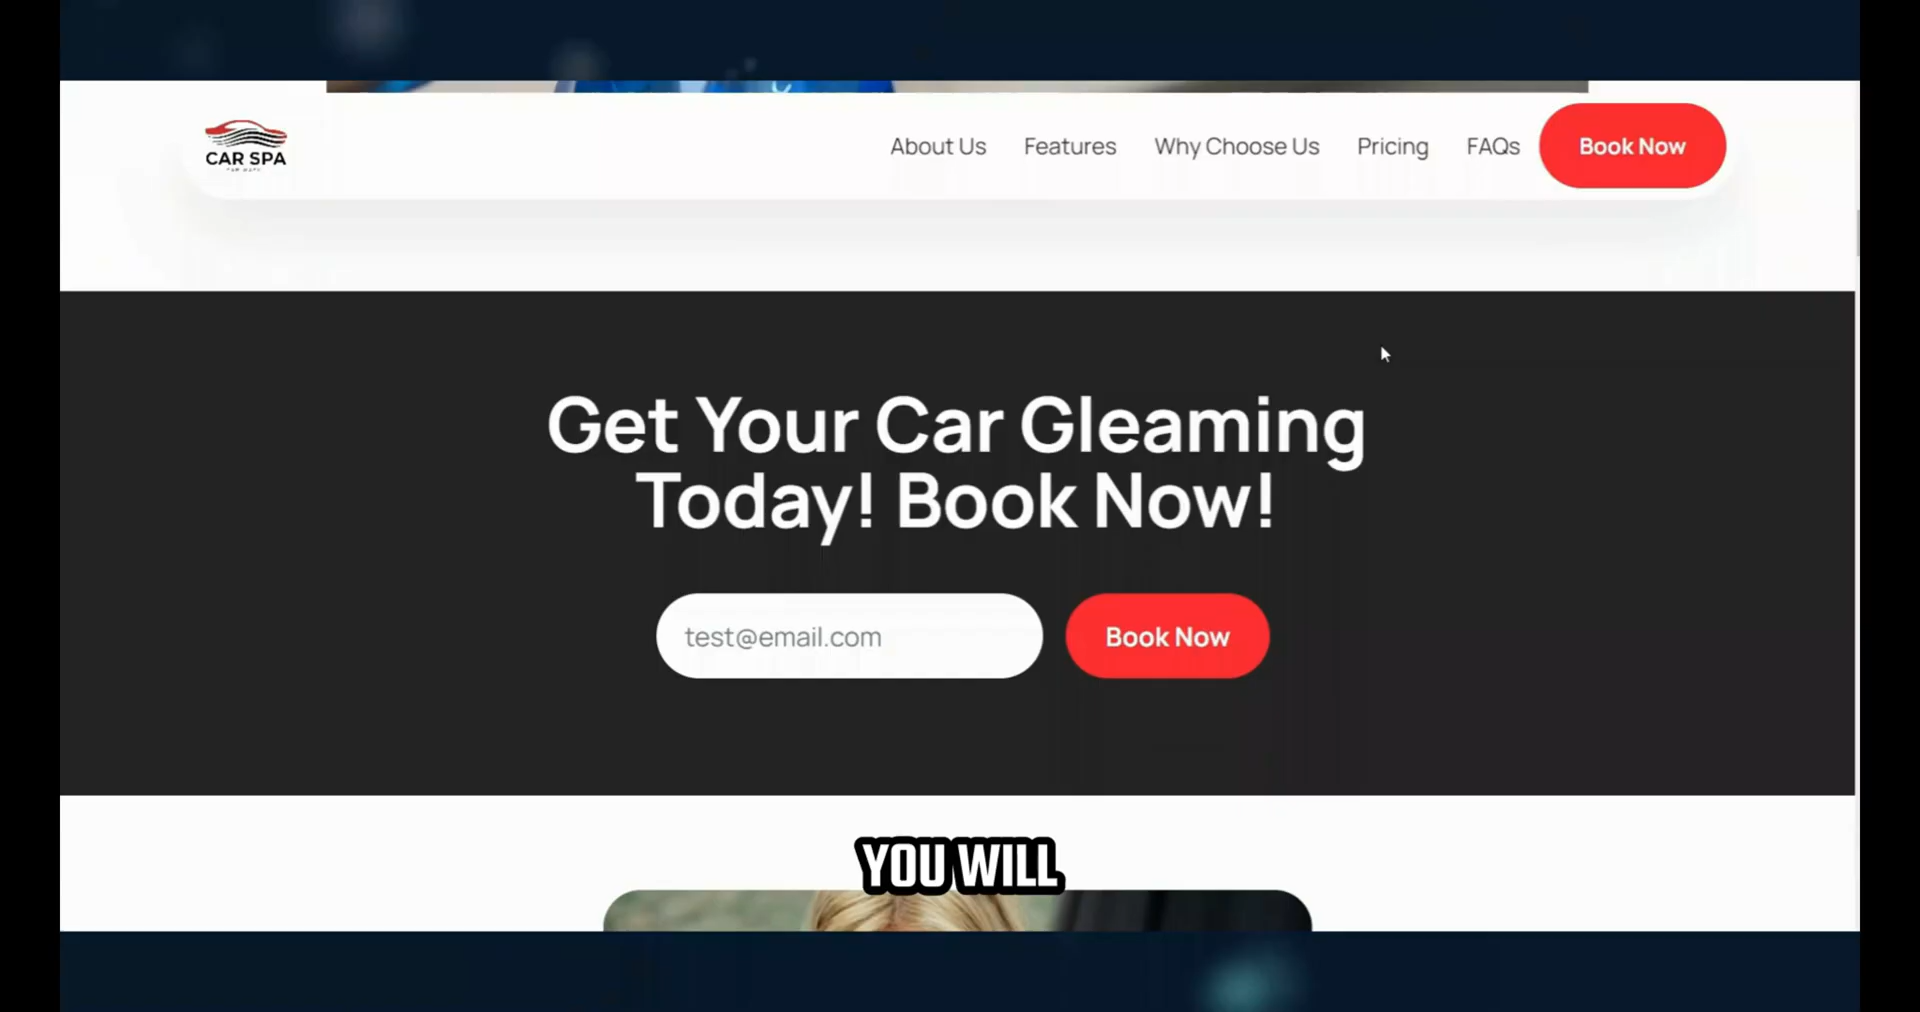 CAR SPA
About Us
Features
Why Choose Us
Pricing
FAQs
Book Now
Get Your Car Gleaming
Today! Book Now!
test@email.com
Book Now
YOU WILL